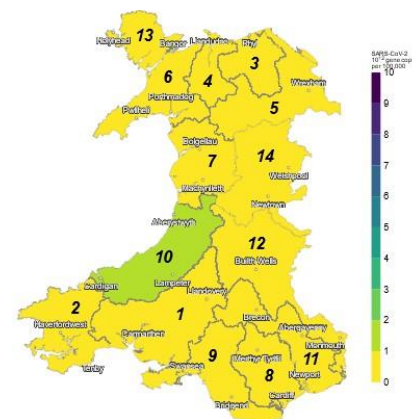 13
Holyhead
Bangor
Llandudno
Rhyl
3
6
4
Wrexham
Porthmadog
5
Pwllheli
Dolgellau
7
14
Welshpool
Machynlleth
Newtown
Aberystwyth
12
10
Builth Wells
Cardigan
Lampeter
Llandovery
2
1
Brecon
Haverfordwest
Abergavenny
Carmarthen
Monmouth
Merthyr Tydfil
9
11
Tenby
Swansea
8
Newport
Cardiff
Bridgend
SARS-CoV-2
per 100,000
10
9
8
7
6
5
4
3
2
1
0